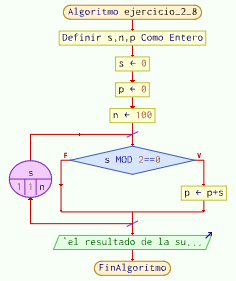 Algoritmo ejercicio_2_8
Definir s,n,p Como Entero
s ← 0
p ← 0
n ← 100
s
1 1 n
F
s MOD 2==0
V
p ← p+s
'el resultado de la su...
FinAlgoritmo